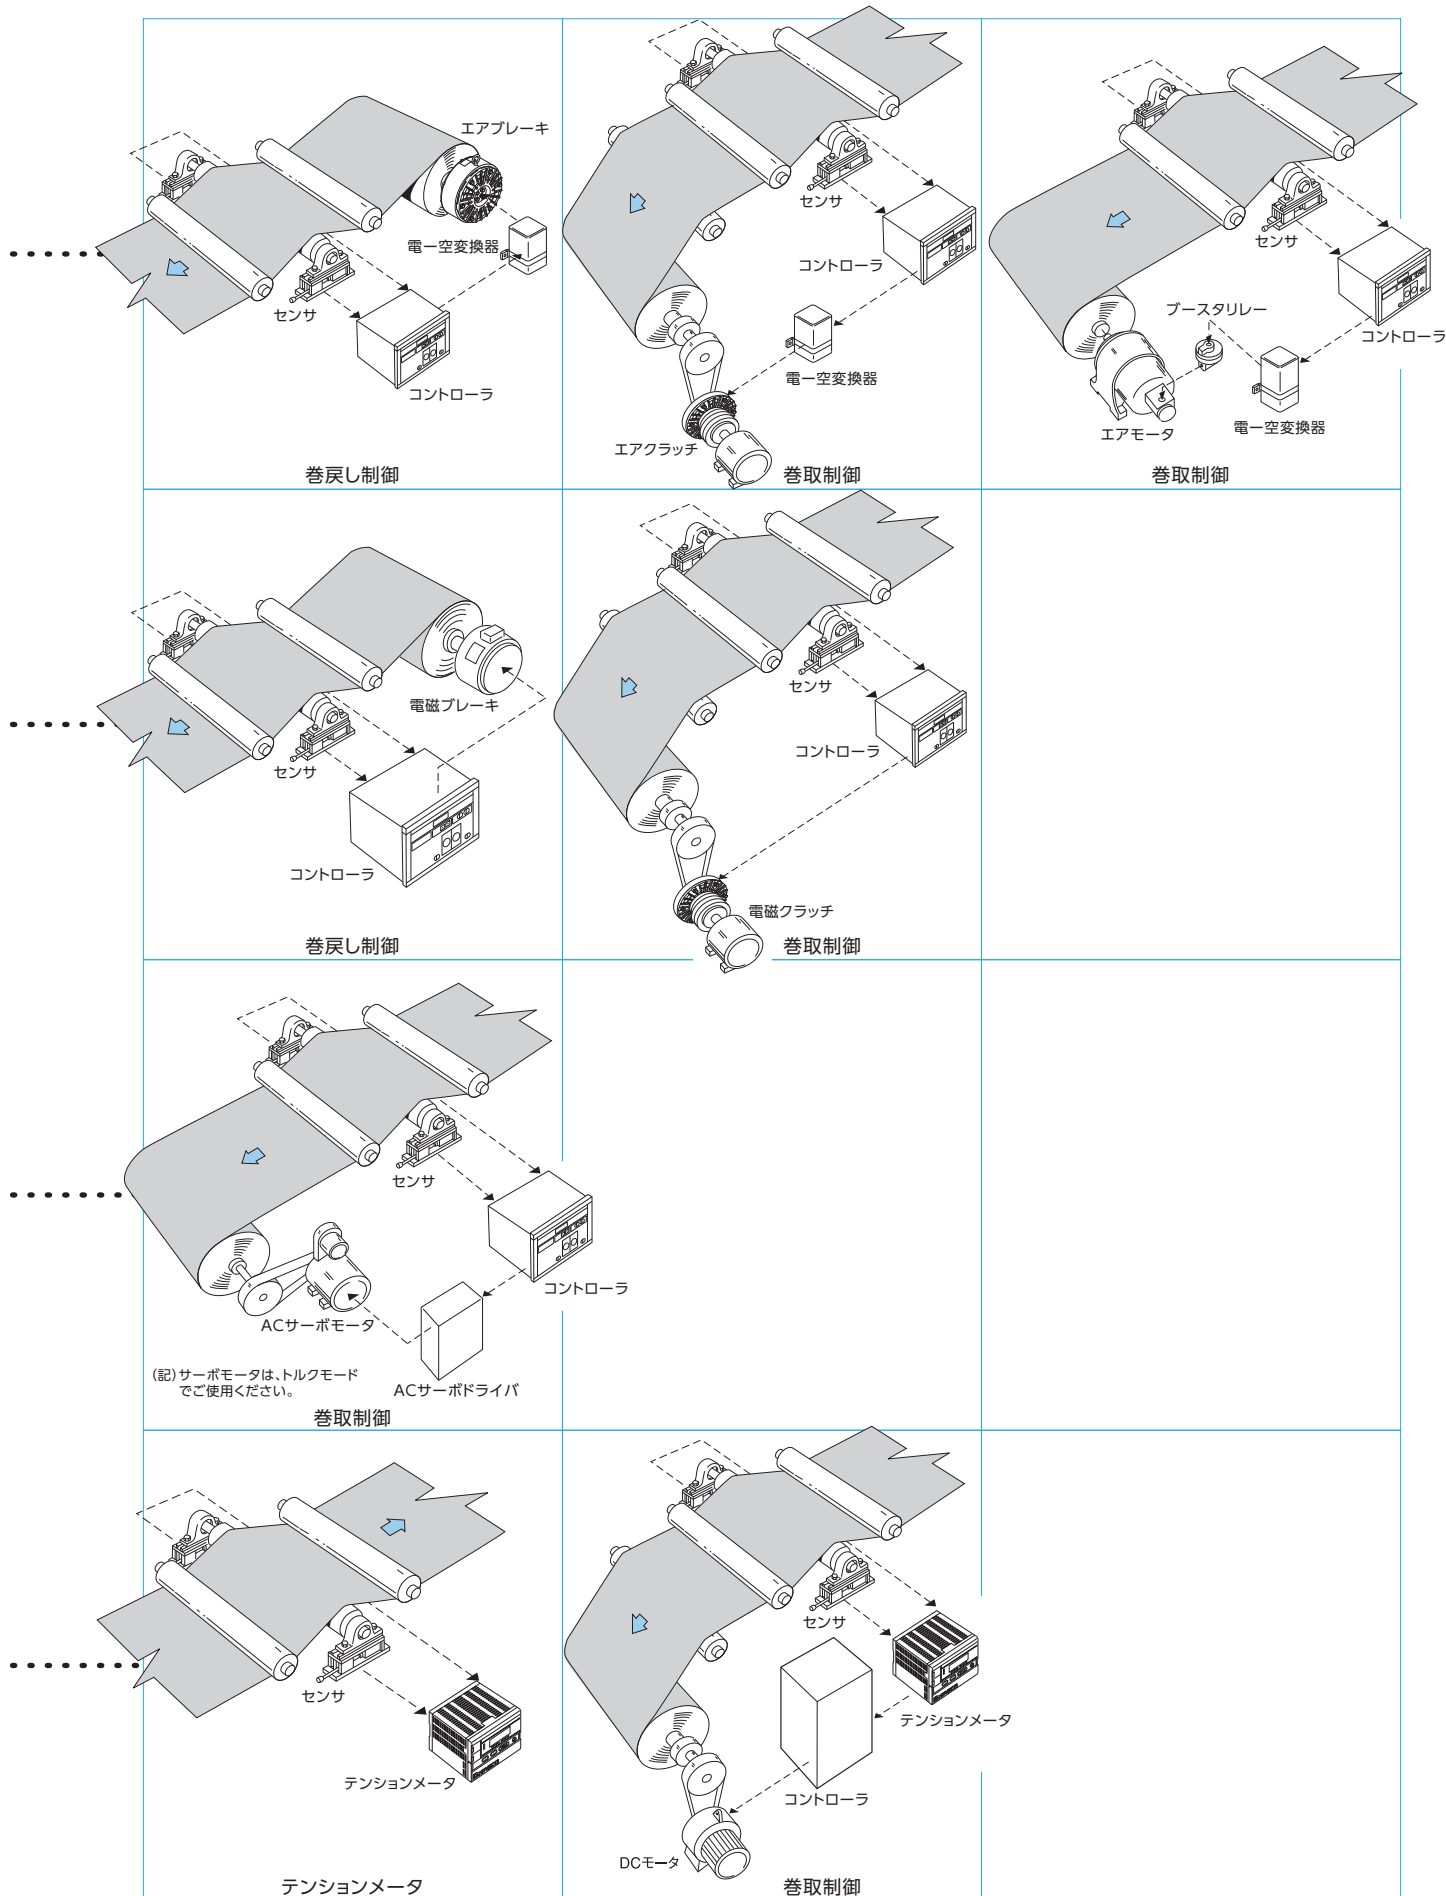 エアブレーキ
電ー空変換器
センサ
コントローラ
巻戻し制御
センサ
コントローラ
電ー空変換器
エアクラッチ
巻取制御
センサ
ブースタリレー
コントローラ
エアモータ
電ー空変換器
巻取制御
電磁ブレーキ
センサ
コントローラ
巻戻し制御
センサ
コントローラ
電磁クラッチ
巻取制御
センサ
コントローラ
ACサーボモータ
(記)サーボモータは、トルクモード
でご使用ください。
ACサーボドライバ
巻取制御
センサ
テンションメータ
テンションメータ
センサ
テンションメータ
コントローラ
DCモータ
巻取制御